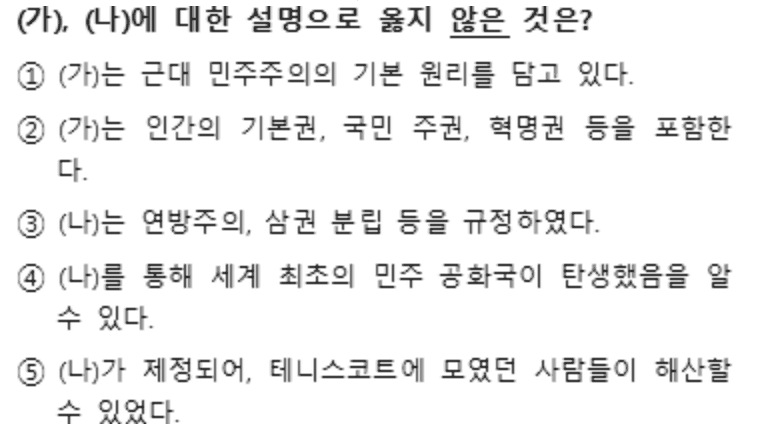 (가), (나)에 대한 설명으로 옳지 않은 것은?
① (가)는 근대 민주주의의 기본 원리를 담고 있다.
② (가)는 인간의 기본권, 국민 주권, 혁명권 등을 포함한
다.
③ (나)는 연방주의, 삼권 분립 등을 규정하였다.
④ (나)를 통해 세계 최초의 민주 공화국이 탄생했음을 알
수 있다.
⑤ (나)가 제정되어, 테니스코트에 모였던 사람들이 해산할
수 있었다.